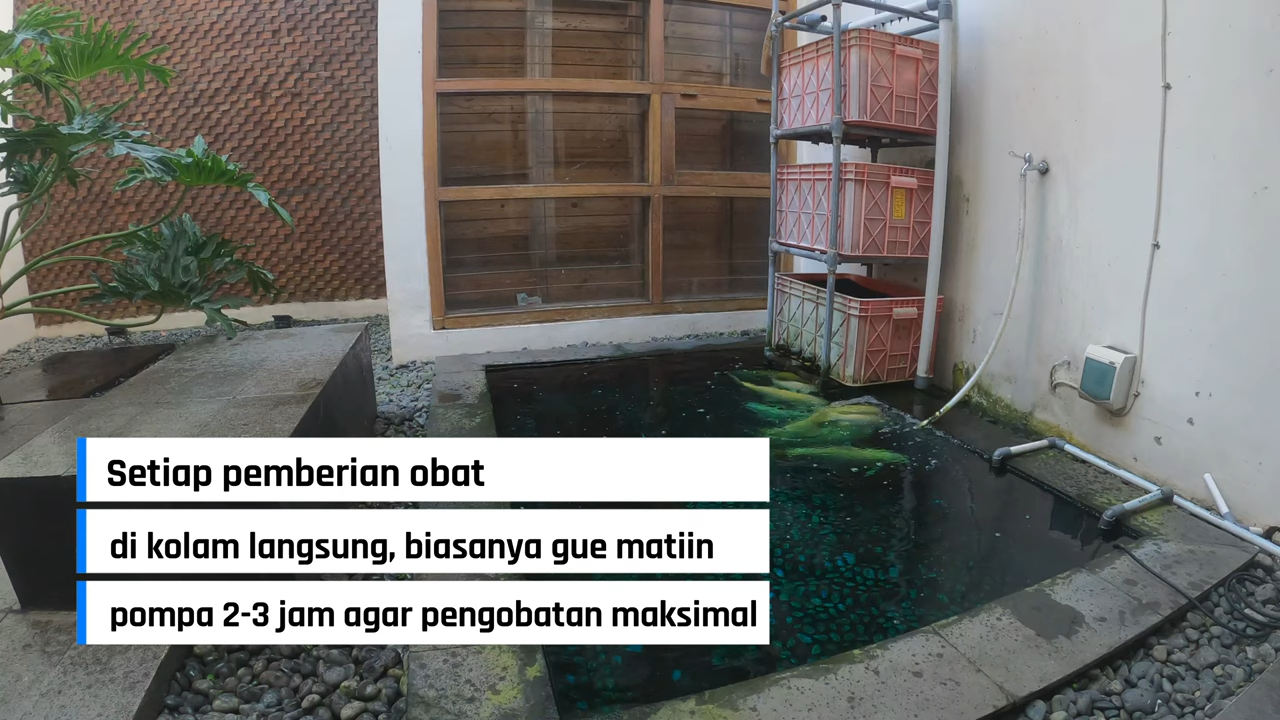 Setiap pemberian obat
di kolam langsung, biasanya gue matiin
pompa 2-3 jam agar pengobatan maksimal